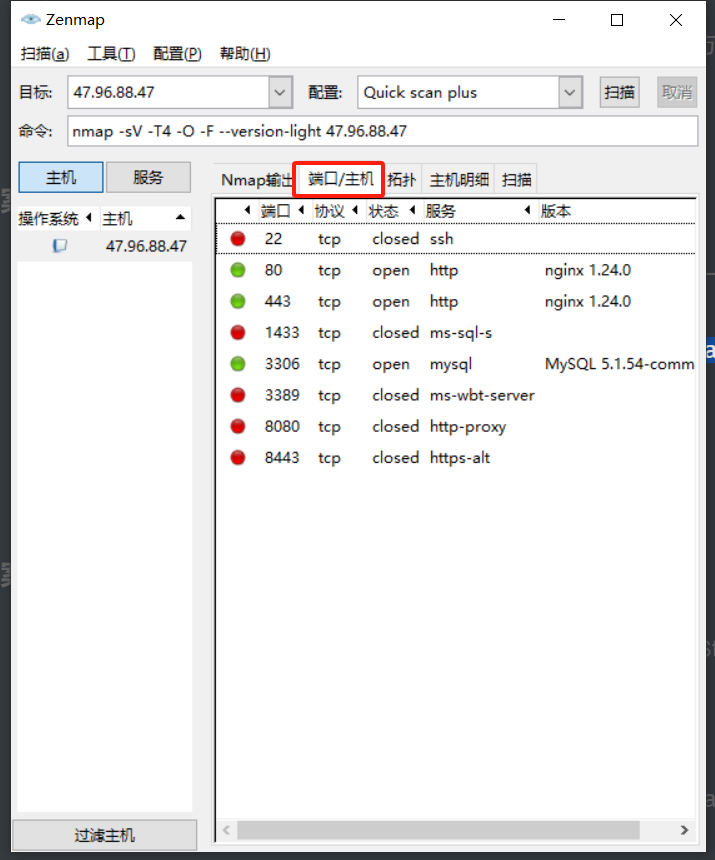 Zenmap
扫描(a) 工具(T) 配置(P) 帮助(H)
目标: 47.96.88.47 配置: Quick scan plus 扫描 取消
命令: nmap -sV -T4 -O -F --version-light 47.96.88.47
主机 服务 Nmap输出 端口/主机 拓扑 主机明细 扫描
操作系统 主机
47.96.88.47
端口 协议 状态 服务 版本
22 tcp closed ssh
80 tcp open http nginx 1.24.0
443 tcp open http nginx 1.24.0
1433 tcp closed ms-sql-s
3306 tcp open mysql MySQL 5.1.54-comm
3389 tcp closed ms-wbt-server
8080 tcp closed http-proxy
8443 tcp closed https-alt
过滤主机